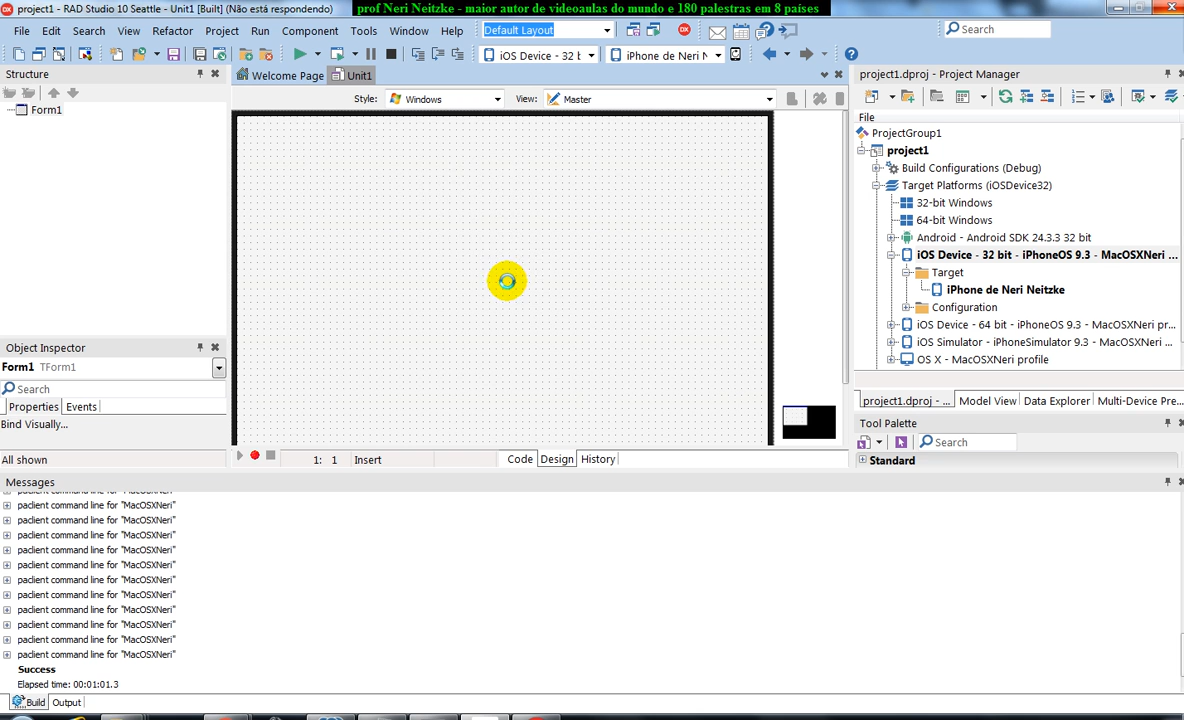 project1 - RAD Studio 10 Seattle - Unit1 [Built] (Não está respondendo)
prof Neri Neitzke - maior autor de videoaulas do mundo e 180 palestras em 8 países
File Edit Search View Refactor Project Run Component Tools Window Help
Default Layout
Search
iOS Device - 32 t
iPhone de Neri N
Structure
Welcome Page
Unit1
project1.dproj - Project Manager
Style:
Windows
View:
Master
Form1
File
ProjectGroup1
project1
Build Configurations (Debug)
Target Platforms (iOSDevice32)
32-bit Windows
64-bit Windows
Android - Android SDK 24.3.3 32 bit
iOS Device - 32 bit - iPhoneOS 9.3 - MacOSXNeri ...
Target
iPhone de Neri Neitzke
Configuration
iOS Device - 64 bit - iPhoneOS 9.3 - MacOSXNeri pr...
iOS Simulator - iPhoneSimulator 9.3 - MacOSXNeri ...
OS X - MacOSXNeri profile
Object Inspector
Form1 TForm1
Search
Properties Events
Bind Visually...
All shown
project1.dproj - ...
Model View
Data Explorer
Multi-Device Pre...
Tool Palette
Search
Standard
1: 1
Insert
Code
Design
History
Messages
paclient command line for "MacOSXNeri"
paclient command line for "MacOSXNeri"
paclient command line for "MacOSXNeri"
paclient command line for "MacOSXNeri"
paclient command line for "MacOSXNeri"
paclient command line for "MacOSXNeri"
paclient command line for "MacOSXNeri"
paclient command line for "MacOSXNeri"
paclient command line for "MacOSXNeri"
paclient command line for "MacOSXNeri"
paclient command line for "MacOSXNeri"
paclient command line for "MacOSXNeri"
Success
Elapsed time: 00:01:01.3
Build
Output